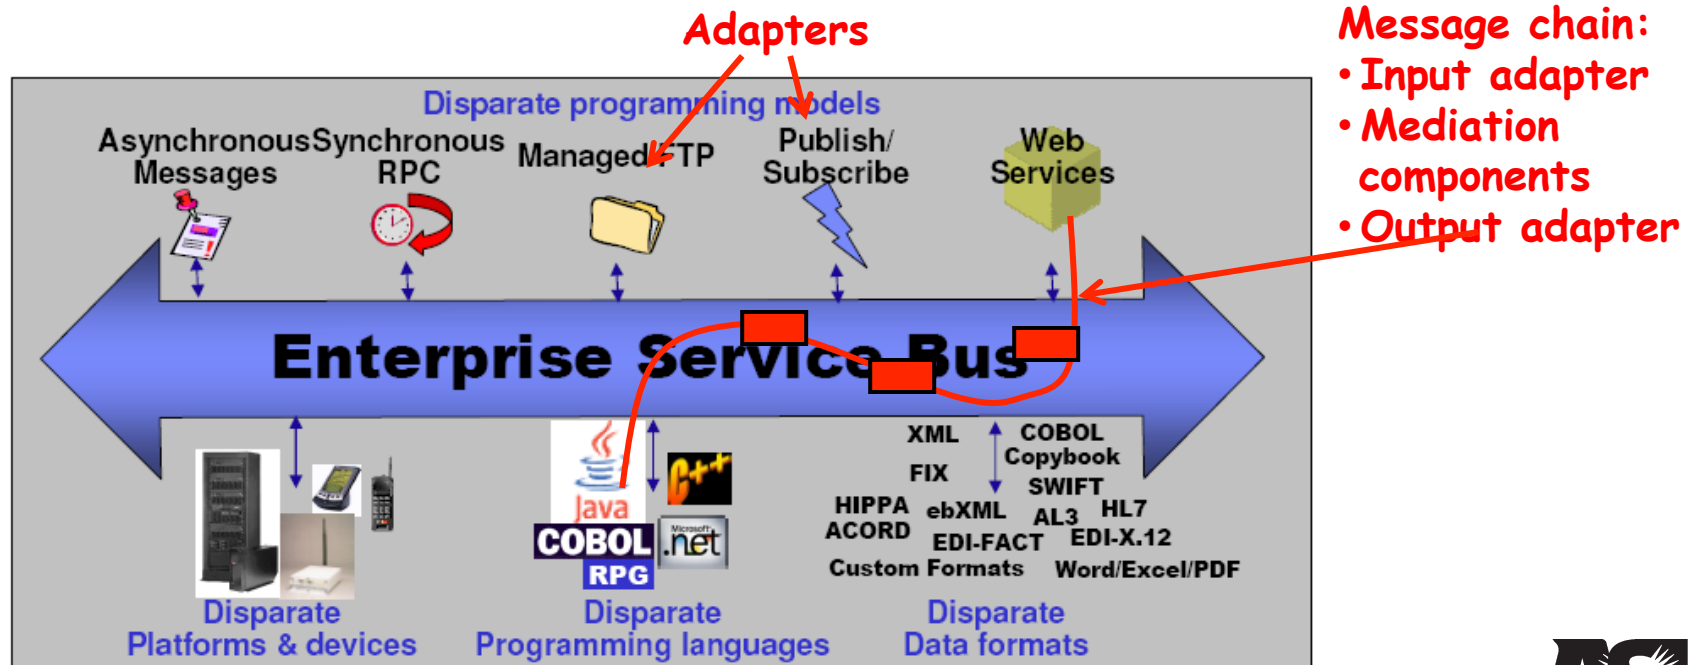 Adapters
Message chain:
• Input adapter
• Mediation
components
• Output adapter
Disparate programming models
Asynchronous
Messages
Synchronous
RPC
Managed FTP
Publish/
Subscribe
Web
Services
Enterprise Service Bus
Java
C++
COBOL
RPG
Microsoft
.net
XML
COBOL
Copybook
FIX
SWIFT
HIPPA
ebXML
AL3
HL7
ACORD
EDI-FACT
EDI-X.12
Custom Formats
Word/Excel/PDF
Disparate
Platforms & devices
Disparate
Programming languages
Disparate
Data formats